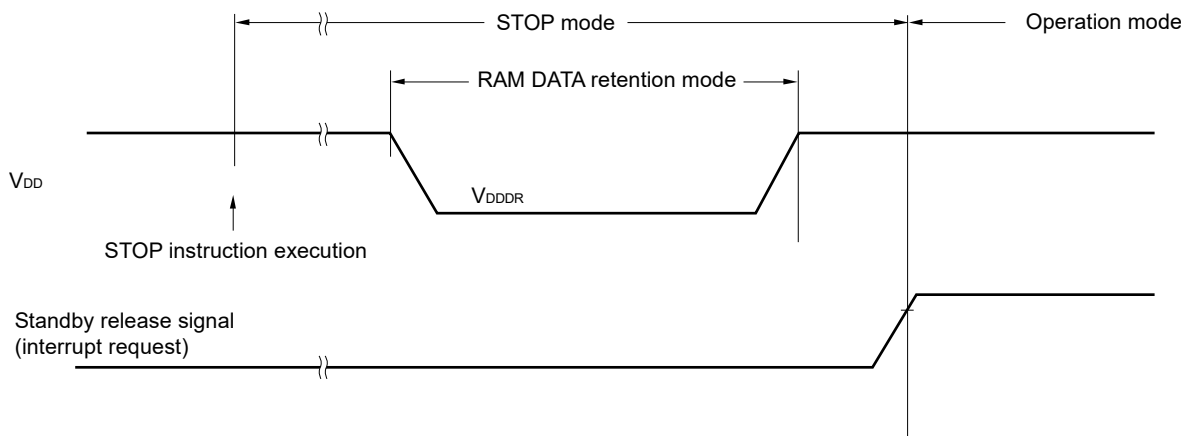 STOP mode
Operation mode
RAM DATA retention mode
VDD
VDDDR
STOP instruction execution
Standby release signal
(interrupt request)